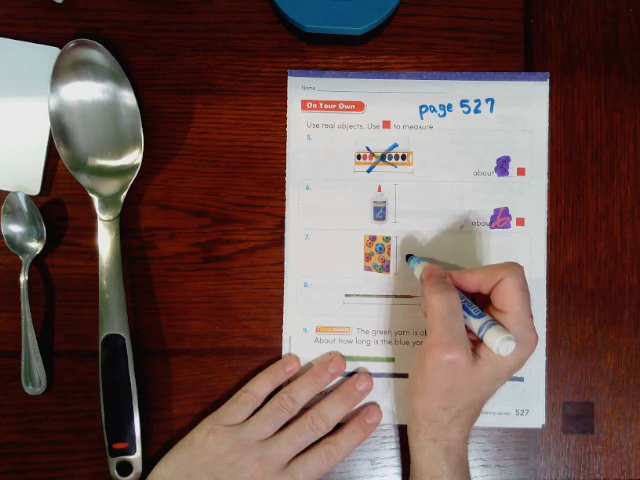 Name
On Your Own
page 527
Use real objects. Use to measure.
5.
about
6.
about
7.
8.
9. The green yarn is
About how long is the blue
527